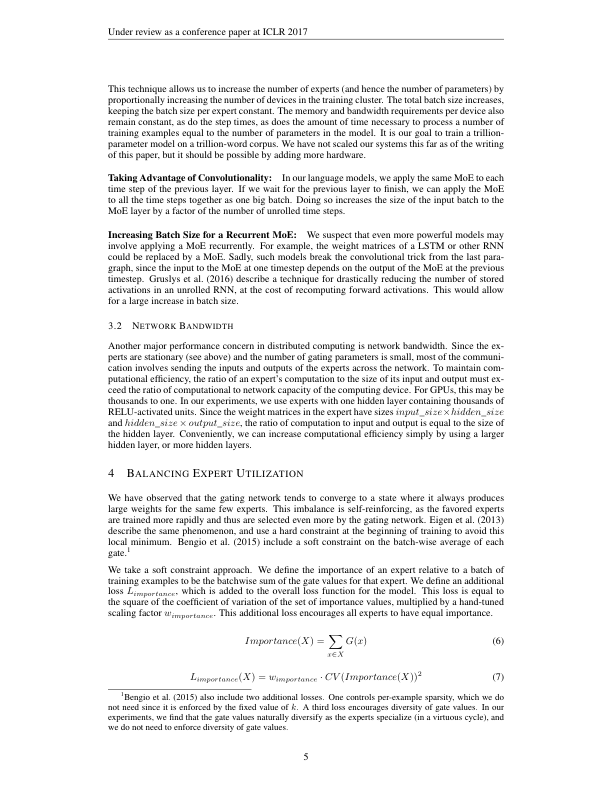 Under review as a conference paper at ICLR 2017
This technique allows us to increase the number of experts (and hence the number of parameters) by
proportionally increasing the number of devices in the training cluster. The total batch size increases,
keeping the batch size per expert constant. The memory and bandwidth requirements per device also
remain constant, as do the step times, as does the amount of time necessary to process a number of
training examples equal to the number of parameters in the model. It is our goal to train a trillion-
parameter model on a trillion-word corpus. We have not scaled our systems this far as of the writing
of this paper, but it should be possible by adding more hardware.
Taking Advantage of Convolutionality: In our language models, we apply the same MoE to each
time step of the previous layer. If we wait for the previous layer to finish, we can apply the MoE
to all the time steps together as one big batch. Doing so increases the size of the input batch to the
MoE layer by a factor of the number of unrolled time steps.
Increasing Batch Size for a Recurrent MoE: We suspect that even more powerful models may
involve applying a MoE recurrently. For example, the weight matrices of a LSTM or other RNN
could be replaced by a MoE. Sadly, such models break the convolutional trick from the last para-
graph, since the input to the MoE at one timestep depends on the output of the MoE at the previous
timestep. Gruslys et al. (2016) describe a technique for drastically reducing the number of stored
activations in an unrolled RNN, at the cost of recomputing forward activations. This would allow
for a large increase in batch size.
3.2 NETWORK BANDWIDTH
Another major performance concern in distributed computing is network bandwidth. Since the ex-
perts are stationary (see above) and the number of gating parameters is small, most of the communi-
cation involves sending the inputs and outputs of the experts across the network. To maintain com-
putational efficiency, the ratio of an expert's computation to the size of its input and output must ex-
ceed the ratio of computational to network capacity of the computing device. For GPUs, this may be
thousands to one. In our experiments, we use experts with one hidden layer containing thousands of
RELU-activated units. Since the weight matrices in the expert have sizes input_size×hidden_size
and hidden_size × output_size, the ratio of computation to input and output is equal to the size of
the hidden layer. Conveniently, we can increase computational efficiency simply by using a larger
hidden layer, or more hidden layers.
4 BALANCING EXPERT UTILIZATION
We have observed that the gating network tends to converge to a state where it always produces
large weights for the same few experts. This imbalance is self-reinforcing, as the favored experts
are trained more rapidly and thus are selected even more by the gating network. Eigen et al. (2013)
describe the same phenomenon, and use a hard constraint at the beginning of training to avoid this
local minimum. Bengio et al. (2015) include a soft constraint on the batch-wise average of each
gate.1
We take a soft constraint approach. We define the importance of an expert relative to a batch of
training examples to be the batchwise sum of the gate values for that expert. We define an additional
loss L_importance, which is added to the overall loss function for the model. This loss is equal to
the square of the coefficient of variation of the set of importance values, multiplied by a hand-tuned
scaling factor w_importance. This additional loss encourages all experts to have equal importance.
Importance(X) = ∑ G(x) (6)
x∈X
L_importance(X) = w_importance · CV(Importance(X))² (7)
1Bengio et al. (2015) also include two additional losses. One controls per-example sparsity, which we do
not need since it is enforced by the fixed value of k. A third loss encourages diversity of gate values. In our
experiments, we find that the gate values naturally diversify as the experts specialize (in a virtuous cycle), and
we do not need to enforce diversity of gate values.
5